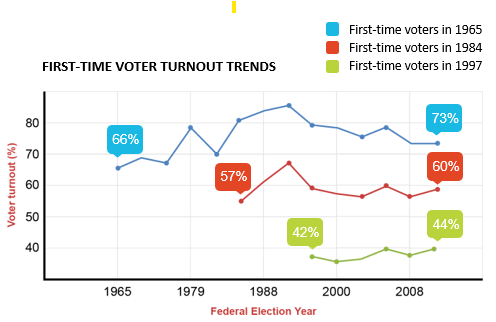 First-time voters in 1965
First-time voters in 1984
First-time voters in 1997
FIRST-TIME VOTER TURNOUT TRENDS
Voter turnout (%)
80
70
60
50
40
66%
73%
57%
60%
42%
44%
1965
1979
1988
2000
2008
Federal Election Year